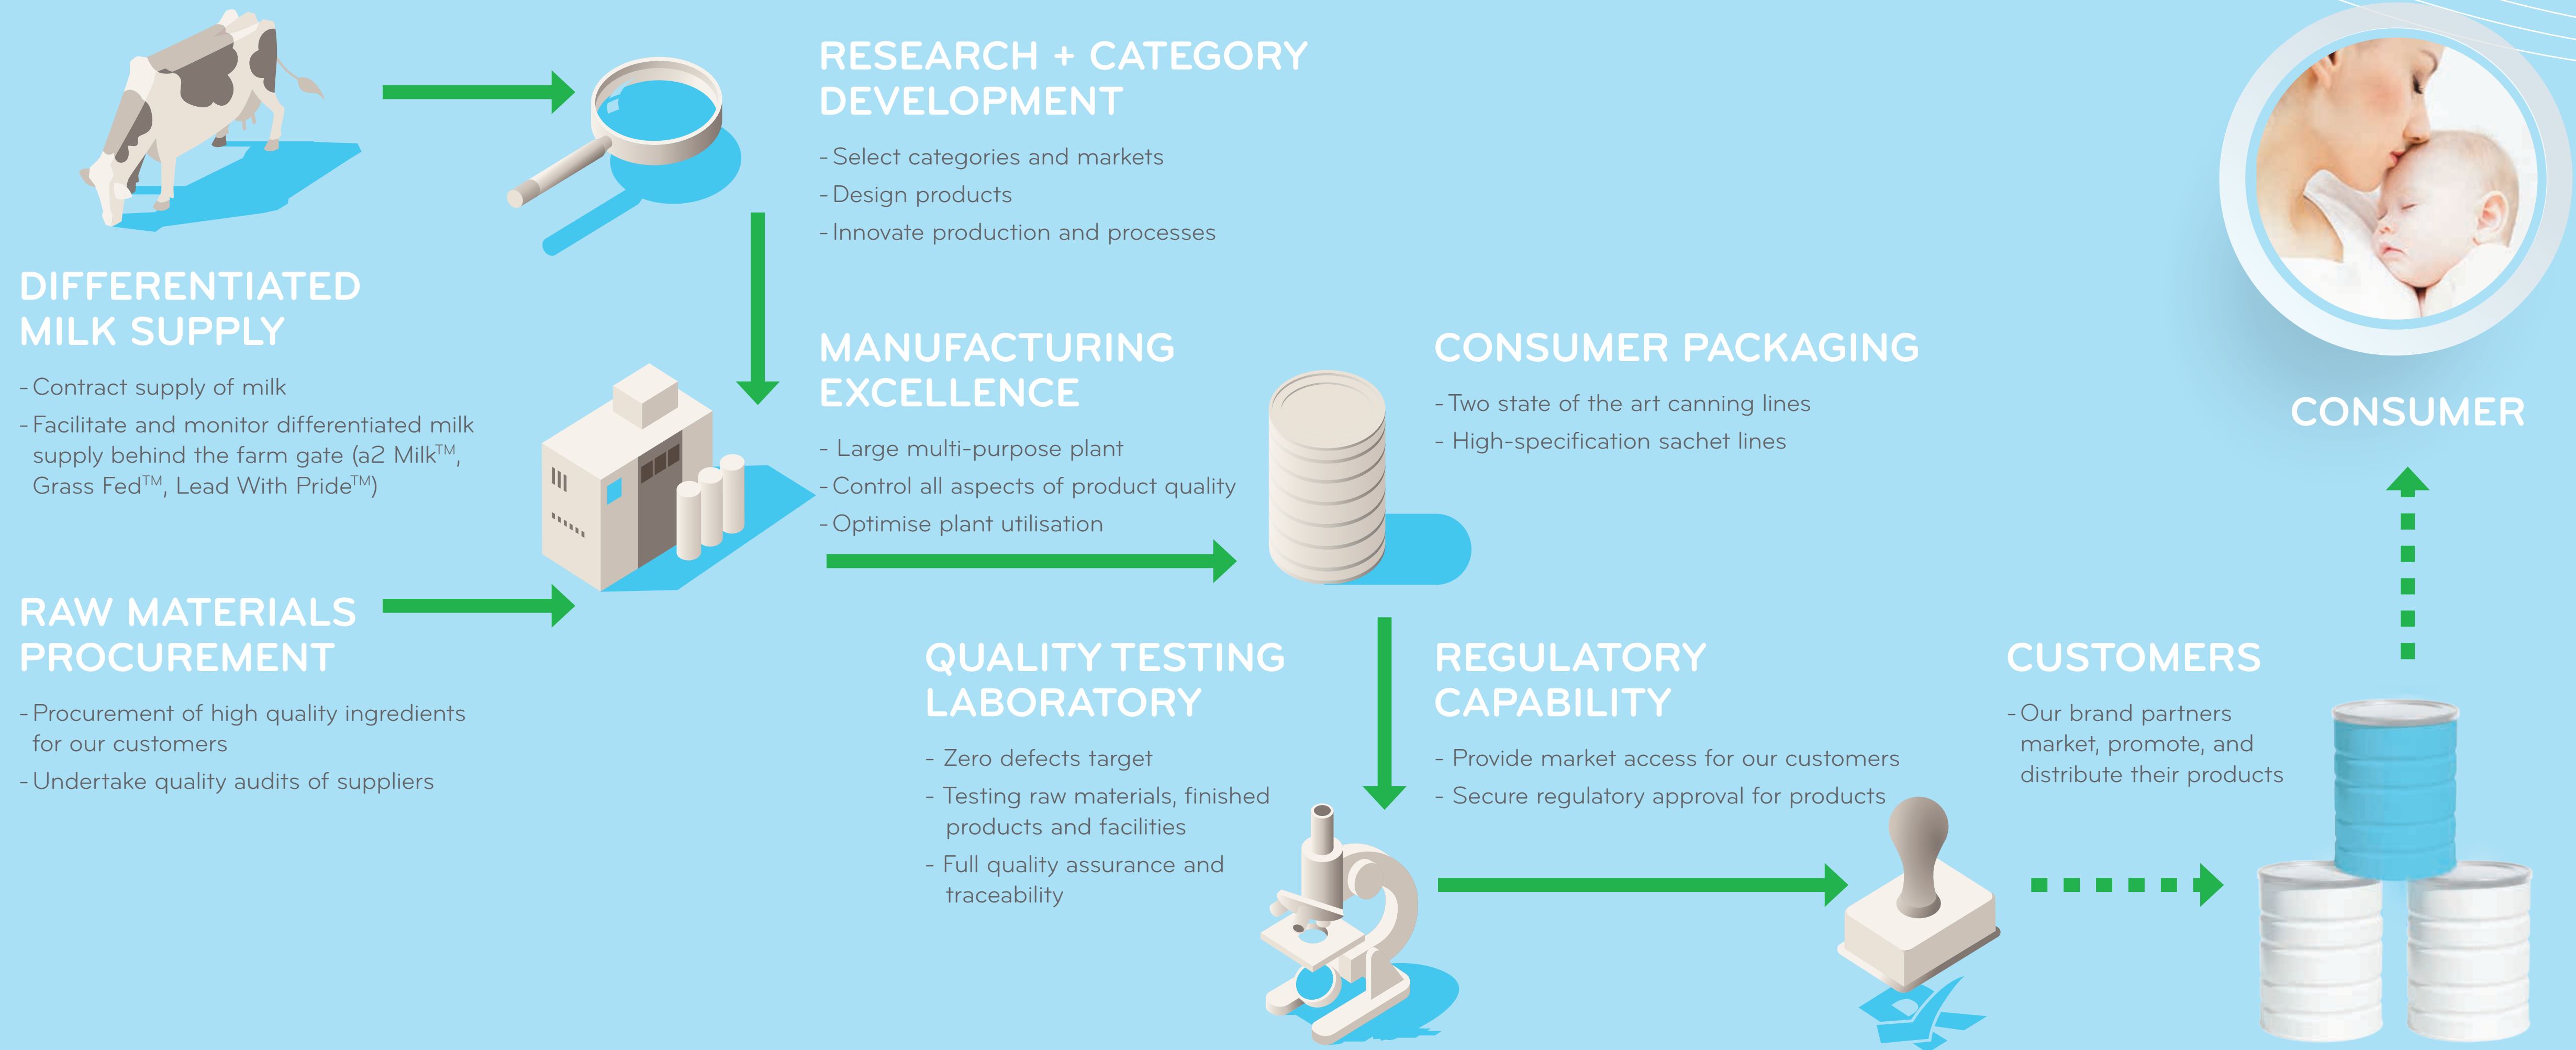 DIFFERENTIATED
MILK SUPPLY
- Contract supply of milk
- Facilitate and monitor differentiated milk
supply behind the farm gate (a2 Milk™,
Grass Fed™, Lead With Pride™)
RAW MATERIALS
PROCUREMENT
- Procurement of high quality ingredients
for our customers
- Undertake quality audits of suppliers
RESEARCH + CATEGORY
DEVELOPMENT
- Select categories and markets
- Design products
- Innovate production and processes
MANUFACTURING
EXCELLENCE
- Large multi-purpose plant
- Control all aspects of product quality
- Optimise plant utilisation
CONSUMER PACKAGING
- Two state of the art canning lines
- High-specification sachet lines
QUALITY TESTING
LABORATORY
- Zero defects target
- Testing raw materials, finished
products and facilities
- Full quality assurance and
traceability
REGULATORY
CAPABILITY
- Provide market access for our customers
- Secure regulatory approval for products
CUSTOMERS
- Our brand partners
market, promote, and
distribute their products
CONSUMER